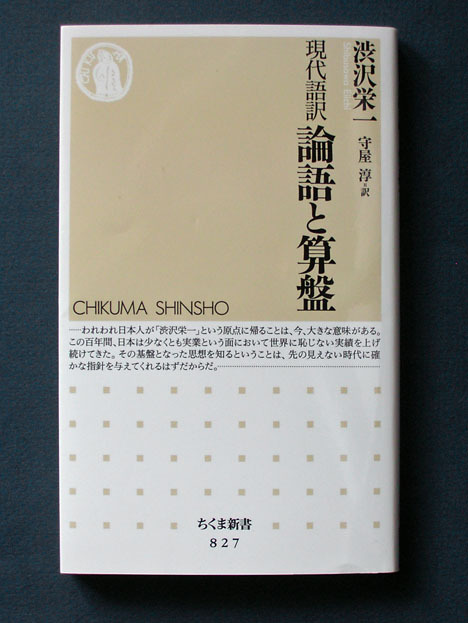 渋沢栄一
Shibusawa Eiichi
守屋 淳=訳
現代語訳
論語と算盤
CHIKUMA SHINSHO
……われわれ日本人が「渋沢栄一」という原点に帰ることは、今、大きな意味がある。
この百年間、日本は少なくとも実業という面において世界に恥じない実績を上げ
続けてきた。その基盤となった思想を知るということは、先の見えない時代に確
かな指針を与えてくれるはずだからだ。……
ちくま新書
827